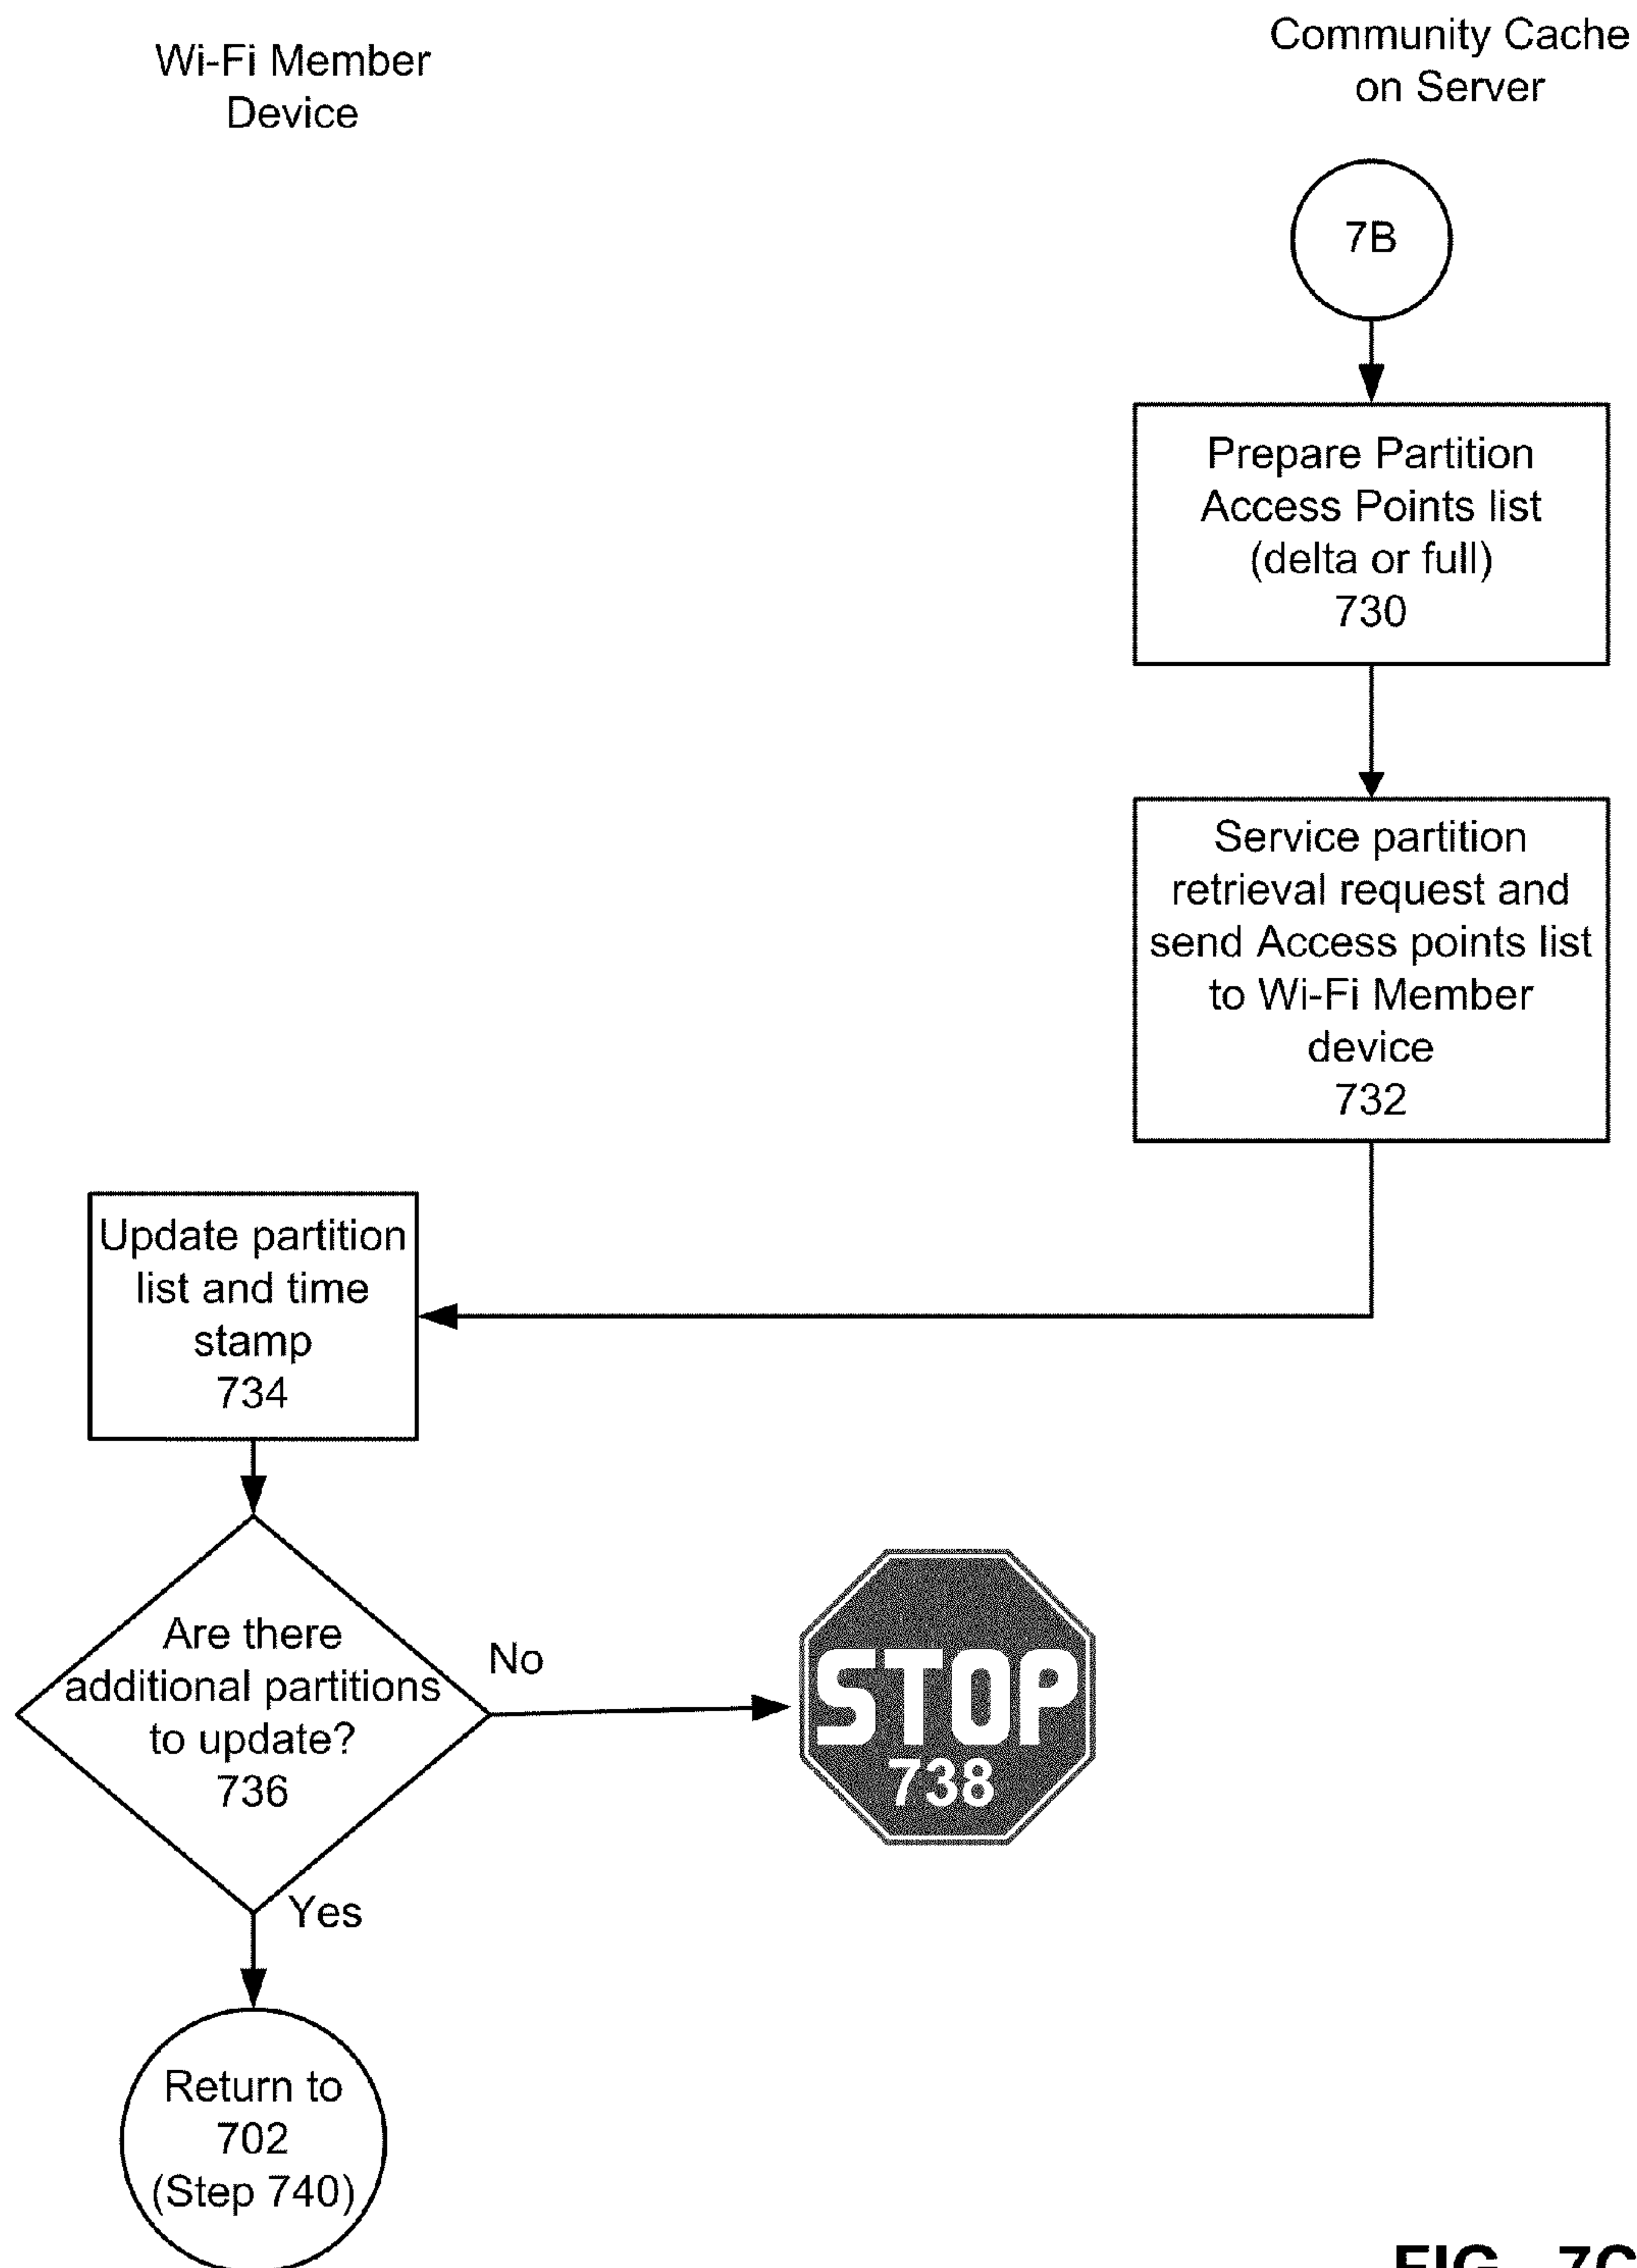 Wi-Fi Member
Device
Community Cache
on Server
7B
Prepare Partition
Access Points list
(delta or full)
730
Service partition
retrieval request and
send Access points list
to Wi-Fi Member
device
732
Update partition
list and time
stamp
734
Are there
additional partitions
to update?
736
No
STOP
738
Yes
Return to
702
(Step 740)
FIG. 7C